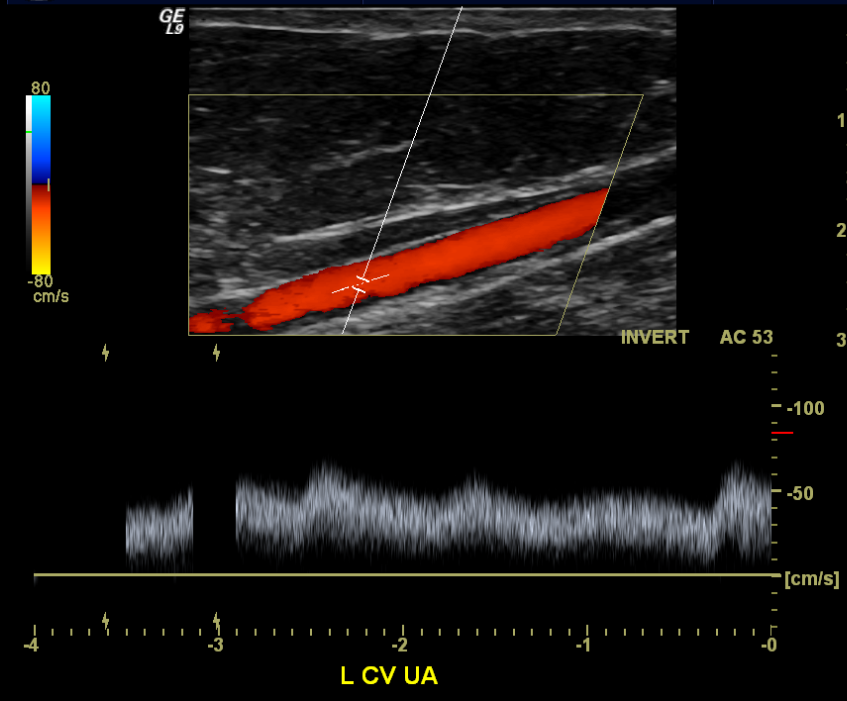 GE
L9
80
-80
cm/s
1
2
3
INVERT AC 53
-100
-50
[cm/s]
-4 -3 -2 -1 -0
L CV UA